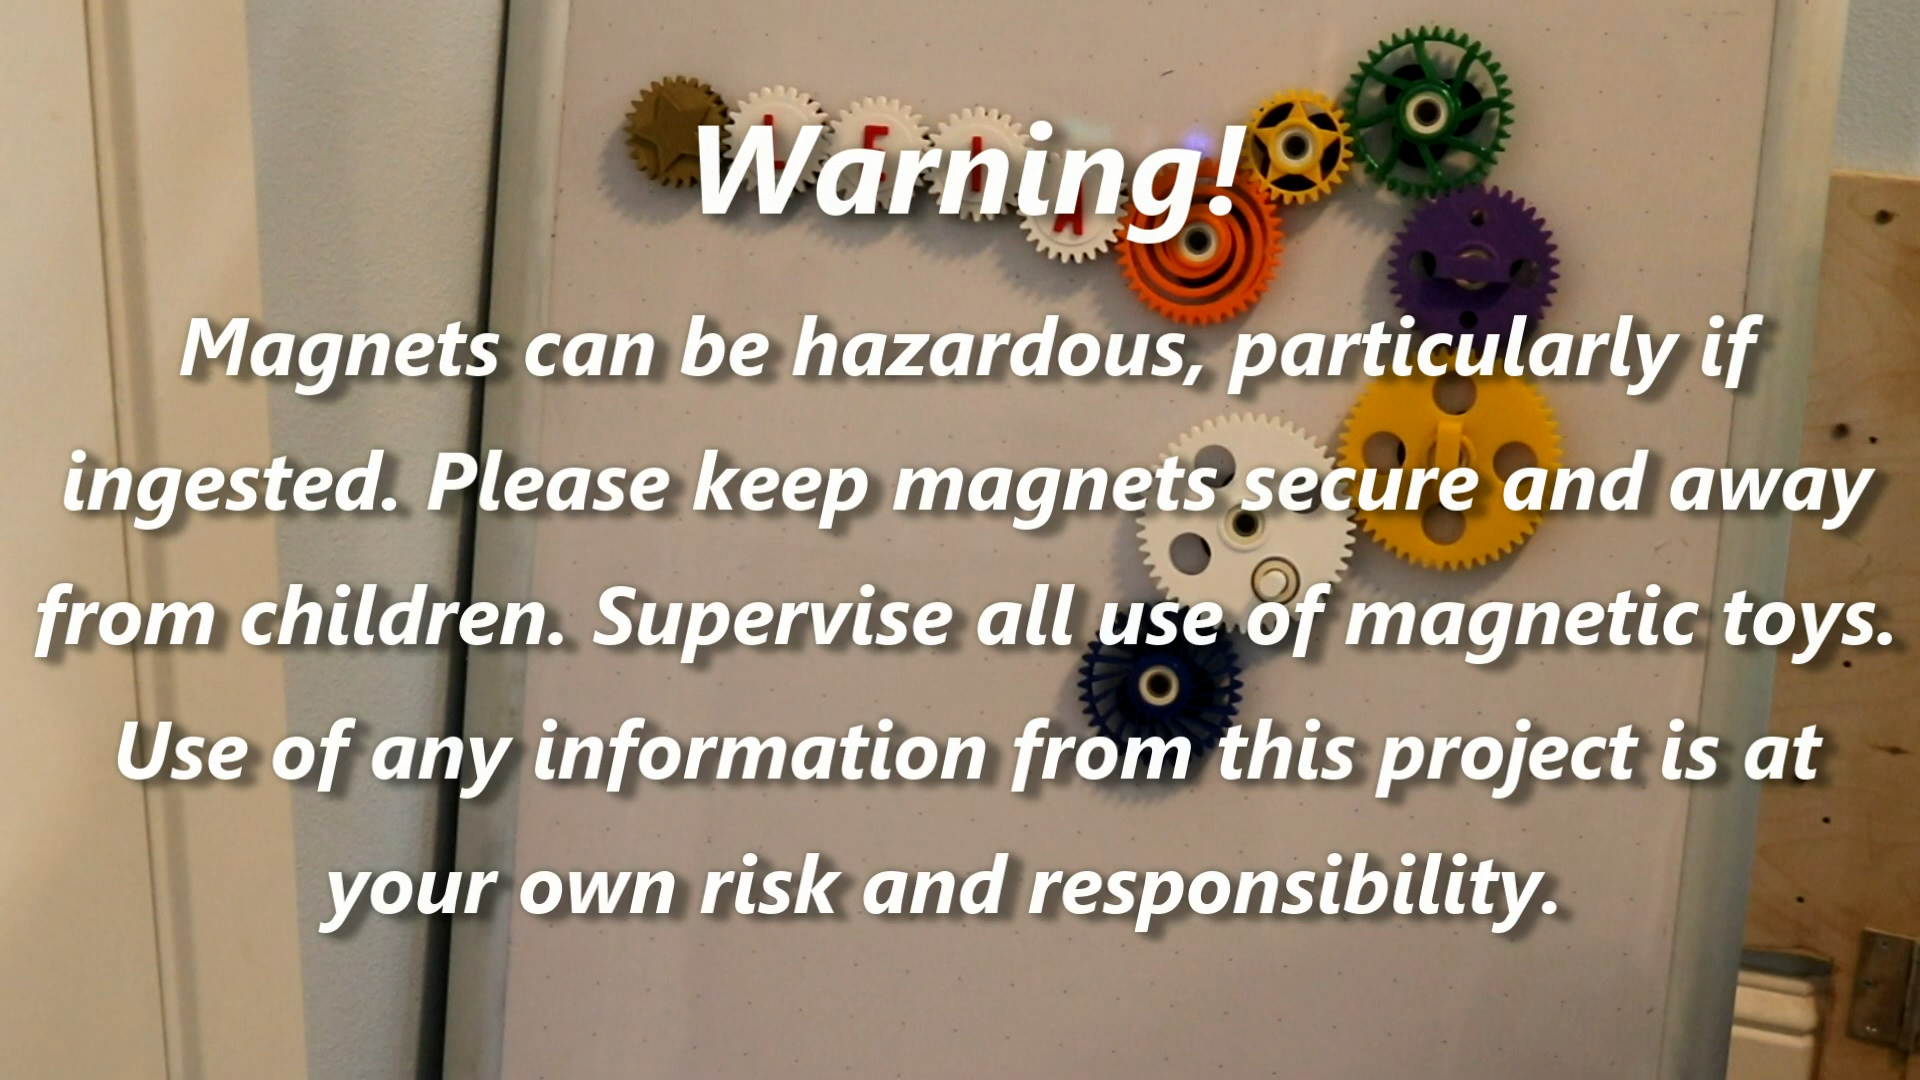 LEIA
Warning!
Magnets can be hazardous, particularly if
ingested. Please keep magnets secure and away
from children. Supervise all use of magnetic toys.
Use of any information from this project is at
your own risk and responsibility.